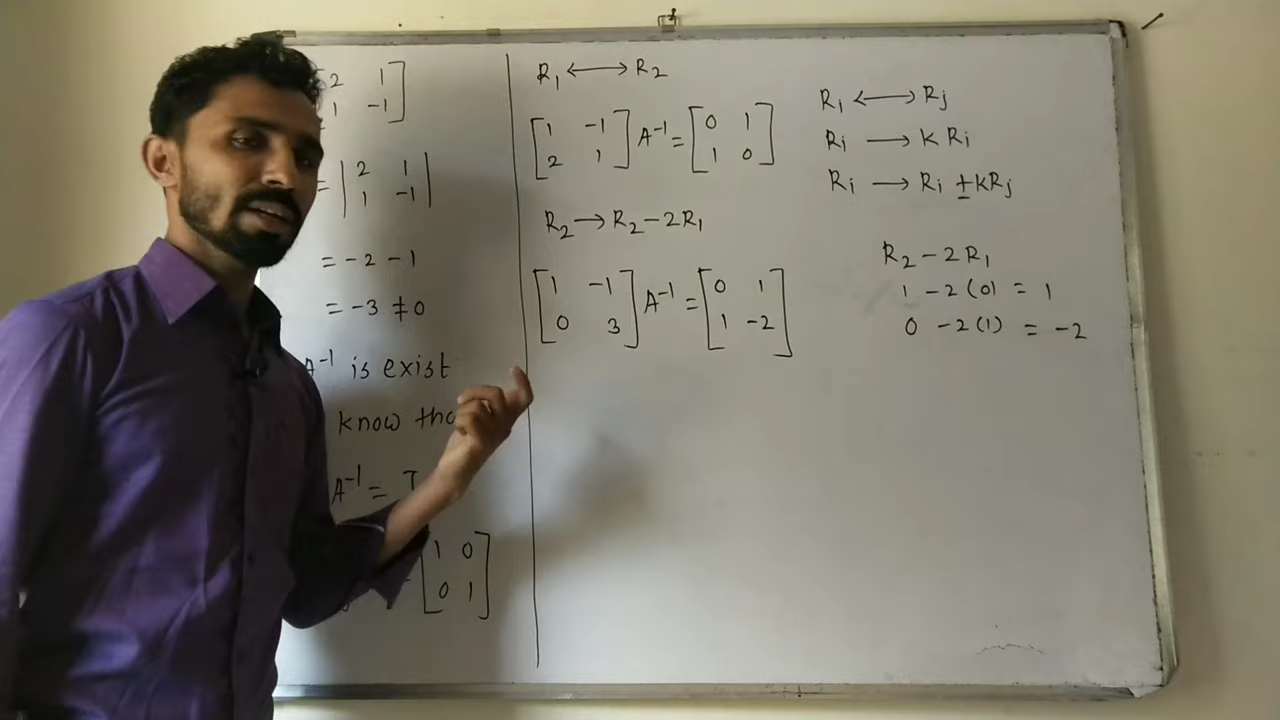 2 1
1 -1
= | 2 1 |
| 1 -1 |
= -2 - 1
= -3 ≠ 0
A⁻¹ is exist
know
A⁻¹ =
[ 1 0 ]
[ 0 1 ]
R₁ ⟷ R₂
[ 1 -1 ] A⁻¹ = [ 0 1 ]
[ 2 1 ] [ 1 0 ]
R₂ → R₂ - 2R₁
[ 1 -1 ] A⁻¹ = [ 0 1 ]
[ 0 3 ] [ 1 -2 ]
Rᵢ ⟷ Rⱼ
Rᵢ → K Rᵢ
Rᵢ → Rᵢ ± KRⱼ
R₂ - 2R₁
1 - 2(0) = 1
0 - 2(1) = -2